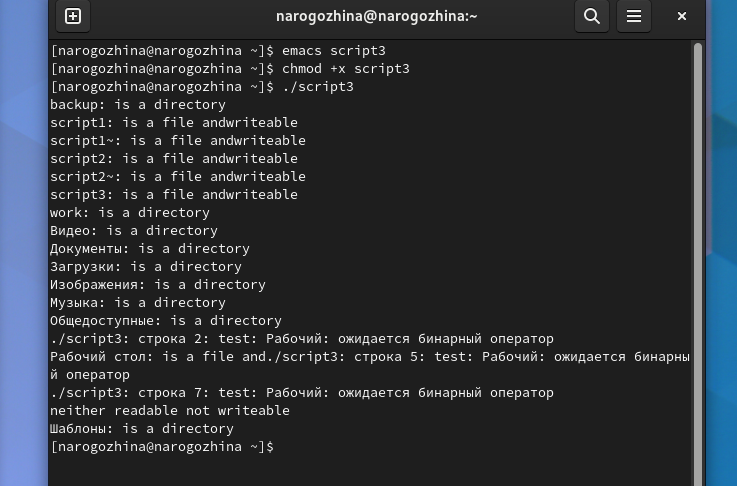 narogozhina@narogozhina:~
[narogozhina@narogozhina ~]$ emacs script3
[narogozhina@narogozhina ~]$ chmod +x script3
[narogozhina@narogozhina ~]$ ./script3
backup: is a directory
script1: is a file andwriteable
script1~: is a file andwriteable
script2: is a file andwriteable
script2~: is a file andwriteable
script3: is a file andwriteable
work: is a directory
Видео: is a directory
Документы: is a directory
Загрузки: is a directory
Изображения: is a directory
Музыка: is a directory
Общедоступные: is a directory
./script3: строка 2: test: Рабочий: ожидается бинарный оператор
Рабочий стол: is a file and./script3: строка 5: test: Рабочий: ожидается бинарны
й оператор
./script3: строка 7: test: Рабочий: ожидается бинарный оператор
neither readable not writeable
Шаблоны: is a directory
[narogozhina@narogozhina ~]$